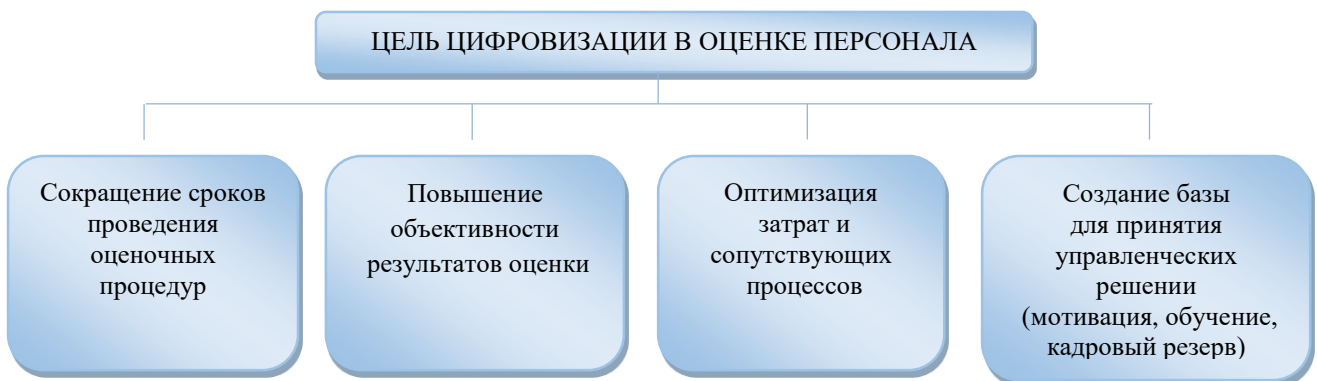 ЦЕЛЬ ЦИФРОВИЗАЦИИ В ОЦЕНКЕ ПЕРСОНАЛА
Сокращение сроков
проведения
оценочных
процедур
Повышение
объективности
результатов оценки
Оптимизация
затрат и
сопутствующих
процессов
Создание базы
для принятия
управленческих
решении
(мотивация, обучение,
кадровый резерв)